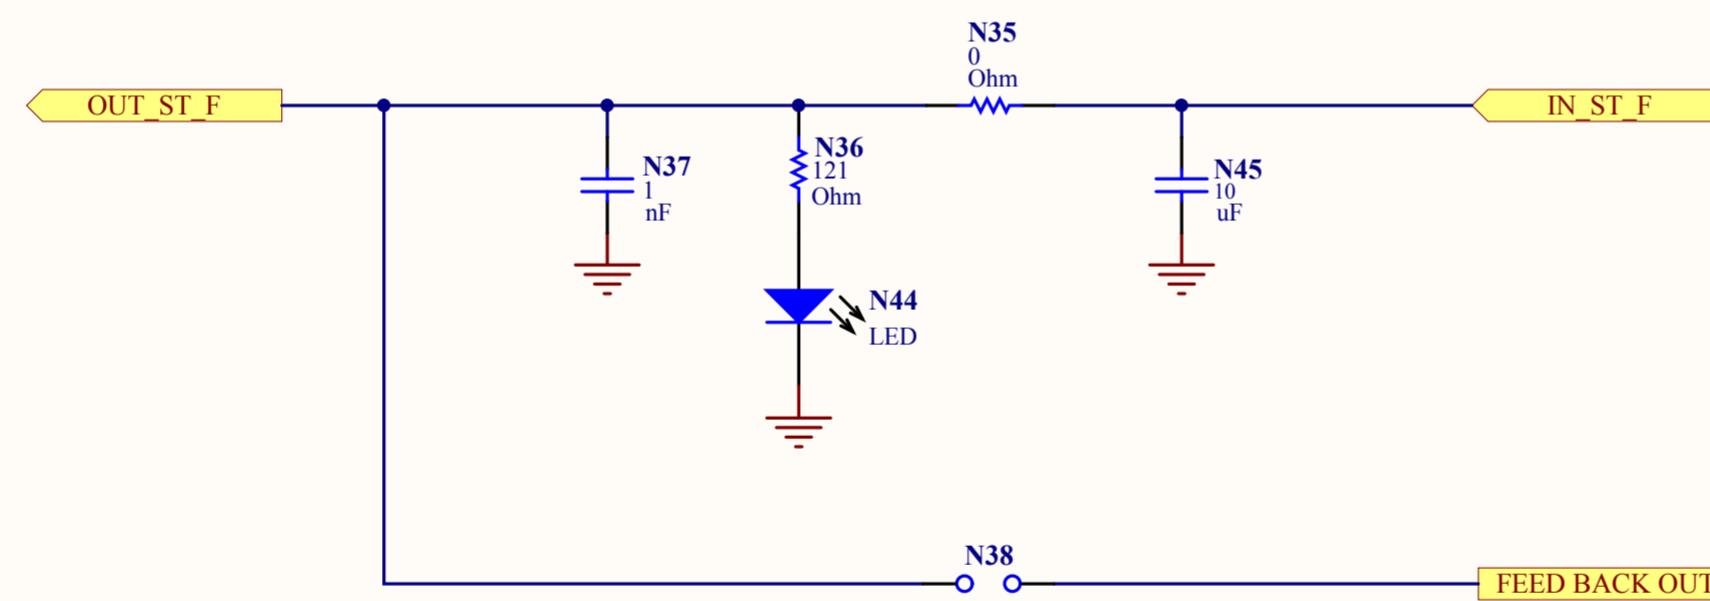 N35
0
Ohm
OUT_ST_F
IN_ST_F
N36
121
Ohm
N37
1
nF
N45
10
uF
N44
LED
N38
FEED BACK OUT